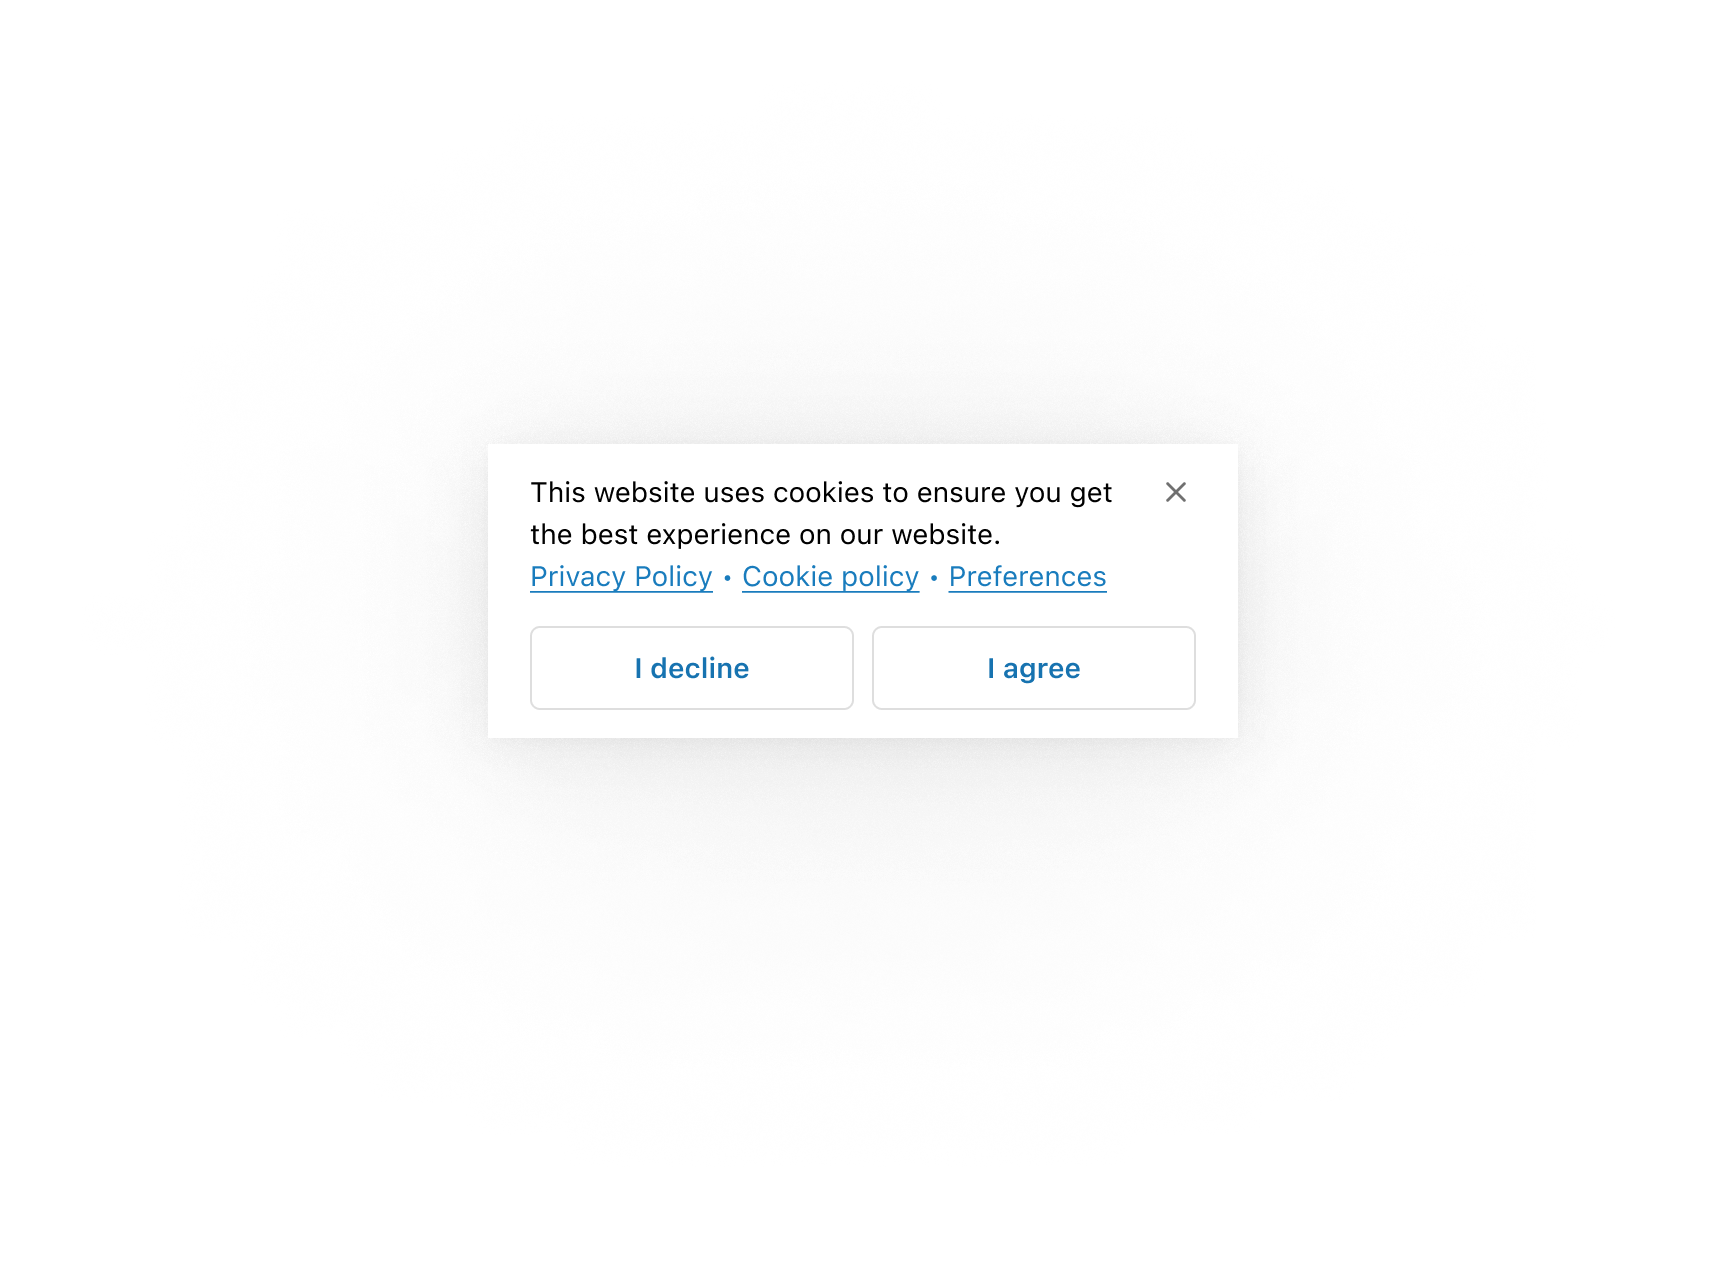 This website uses cookies to ensure you get
the best experience on our website.
Privacy Policy • Cookie policy • Preferences
I decline
I agree